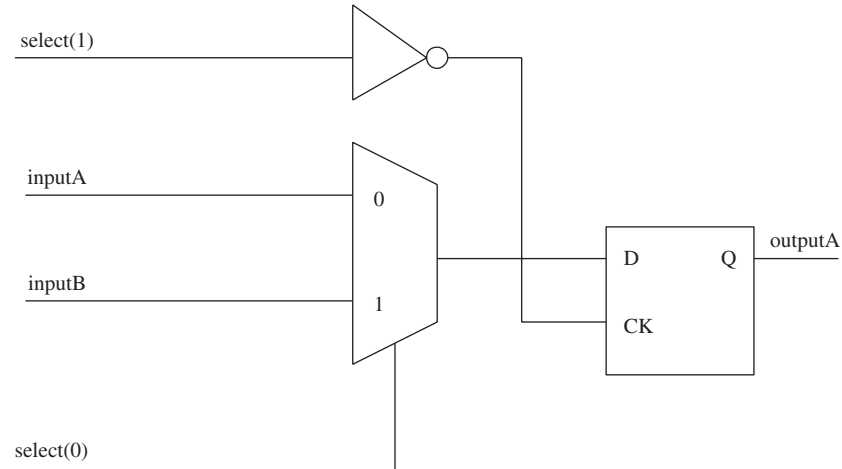 select(1)
inputA
0
outputA
D Q
inputB
1
CK
select(0)